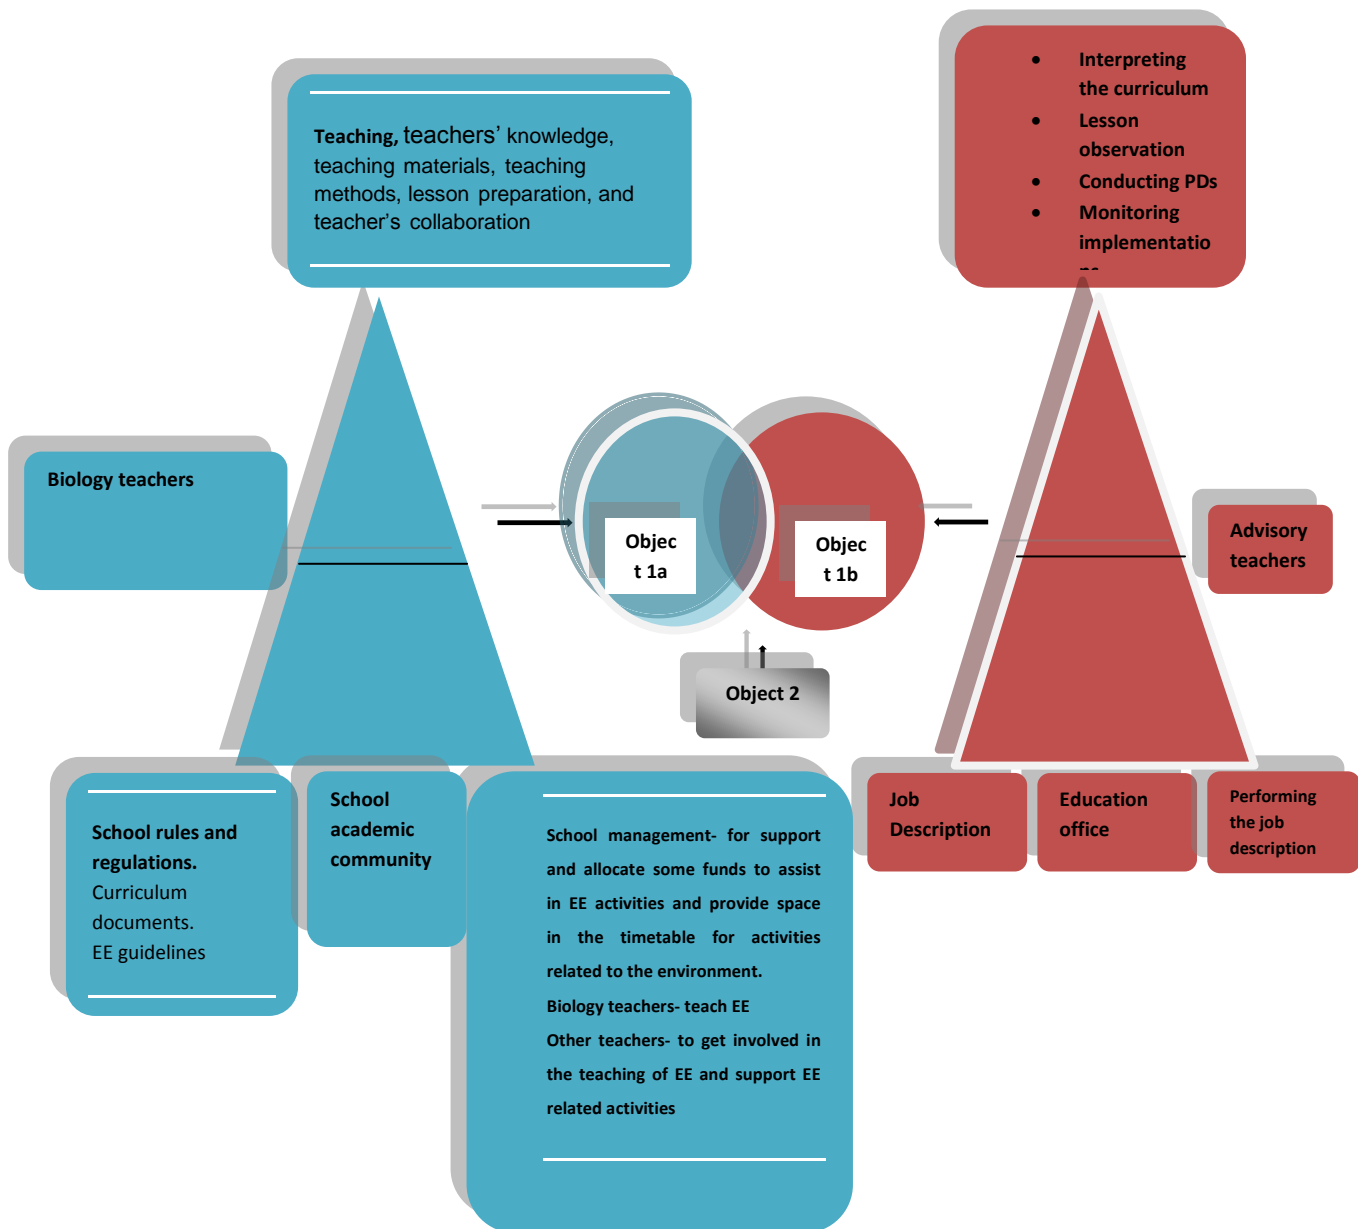 Teaching, teachers’ knowledge,
teaching materials, teaching
methods, lesson preparation, and
teacher’s collaboration
• Interpreting
the curriculum
• Lesson
observation
• Conducting PDs
• Monitoring
implementatio
Biology teachers
Objec
t 1a
Objec
t 1b
Advisory
teachers
Object 2
School rules and
regulations.
Curriculum
documents.
EE guidelines
School
academic
community
School management- for support
and allocate some funds to assist
in EE activities and provide space
in the timetable for activities
related to the environment.
Biology teachers- teach EE
Other teachers- to get involved in
the teaching of EE and support EE
related activities
Job
Description
Education
office
Performing
the job
description